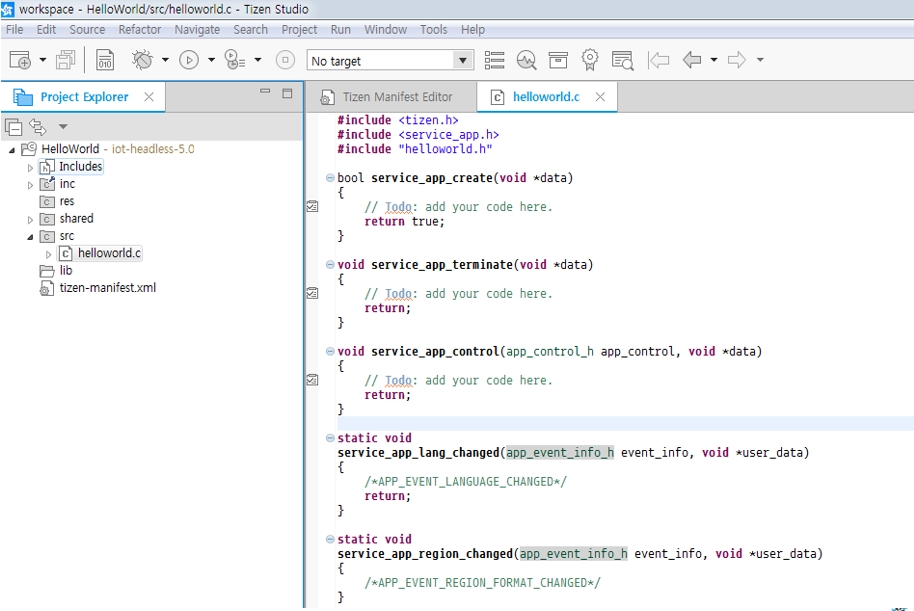 workspace - HelloWorld/src/helloworld.c - Tizen Studio
File Edit Source Refactor Navigate Search Project Run Window Tools Help
010
No target
Project Explorer
Tizen Manifest Editor
helloworld.c
HelloWorld - iot-headless-5.0
Includes
inc
res
shared
src
helloworld.c
lib
tizen-manifest.xml
#include <tizen.h>
#include <service_app.h>
#include "helloworld.h"
bool service_app_create(void *data)
{
// Todo: add your code here.
return true;
}
void service_app_terminate(void *data)
{
// Todo: add your code here.
return;
}
void service_app_control(app_control_h app_control, void *data)
{
// Todo: add your code here.
return;
}
static void
service_app_lang_changed(app_event_info_h event_info, void *user_data)
{
/*APP_EVENT_LANGUAGE_CHANGED*/
return;
}
static void
service_app_region_changed(app_event_info_h event_info, void *user_data)
{
/*APP_EVENT_REGION_FORMAT_CHANGED*/
}